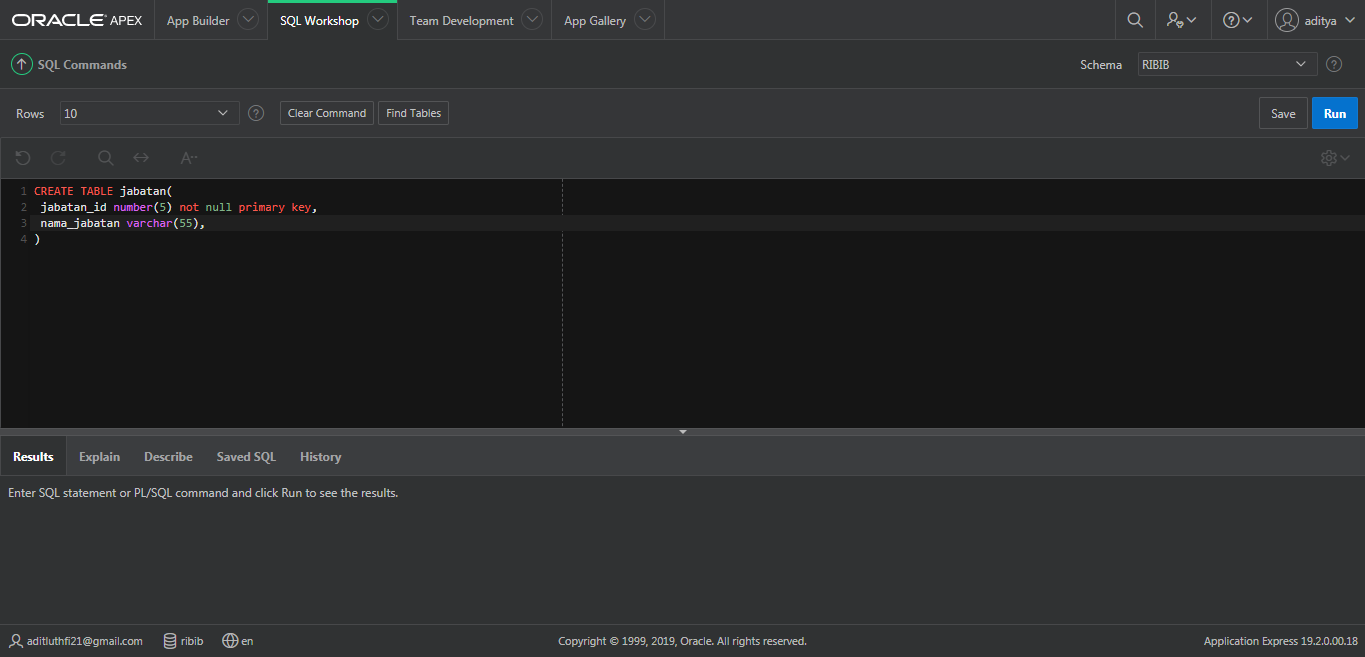 ORACLE APEX App Builder SQL Workshop Team Development App Gallery aditya
SQL Commands Schema RIBIB
Rows 10 Clear Command Find Tables Save Run
1 CREATE TABLE jabatan(
2 jabatan_id number(5) not null primary key,
3 nama_jabatan varchar(55),
4 )
Results Explain Describe Saved SQL History
Enter SQL statement or PL/SQL command and click Run to see the results.
aditluthfi21@gmail.com ribib en Copyright © 1999, 2019, Oracle. All rights reserved. Application Express 19.2.0.00.18